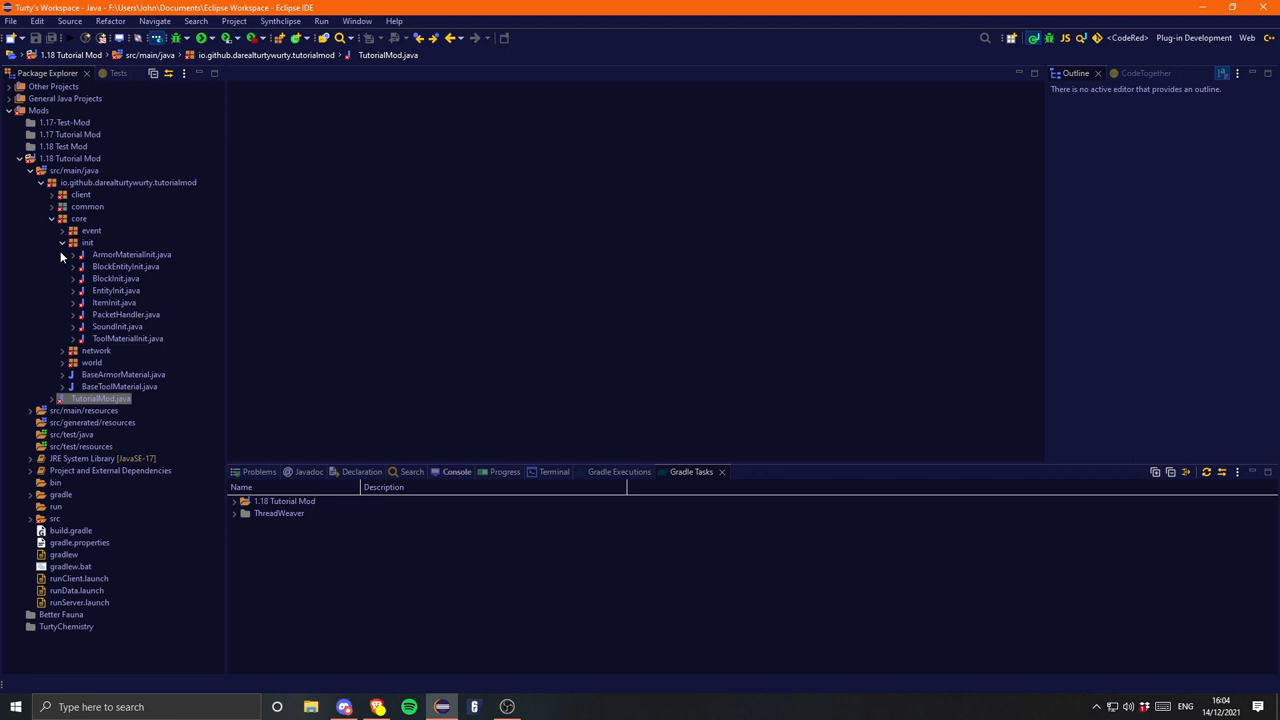 Turty's Workspace - Java - F:\Users\John\Documents\Eclipse Workspace - Eclipse IDE
File Edit Source Refactor Navigate Search Project Synthclipse Run Window Help
<CodeRed> Plug-in Development Web
1.18 Tutorial Mod src/main/java io.github.darealturtywurty.tutorialmod TutorialMod.java
Package Explorer Tests
Outline CodeTogether
There is no active editor that provides an outline.
Other Projects
General Java Projects
Mods
1.17-Test-Mod
1.17 Tutorial Mod
1.18 Test Mod
1.18 Tutorial Mod
src/main/java
io.github.darealturtywurty.tutorialmod
client
common
core
event
init
ArmorMaterialInit.java
BlockEntityInit.java
BlockInit.java
EntityInit.java
ItemInit.java
PacketHandler.java
SoundInit.java
ToolMaterialInit.java
network
world
BaseArmorMaterial.java
BaseToolMaterial.java
TutorialMod.java
src/main/resources
src/generated/resources
src/test/java
src/test/resources
JRE System Library [JavaSE-17]
Project and External Dependencies
bin
gradle
run
src
build.gradle
gradle.properties
gradlew
gradlew.bat
runClient.launch
runData.launch
runServer.launch
Better Fauna
TurtyChemistry
Problems Javadoc Declaration Search Console Progress Terminal Gradle Executions Gradle Tasks
Name Description
1.18 Tutorial Mod
ThreadWeaver
Type here to search
ENG
16:04
14/12/2021